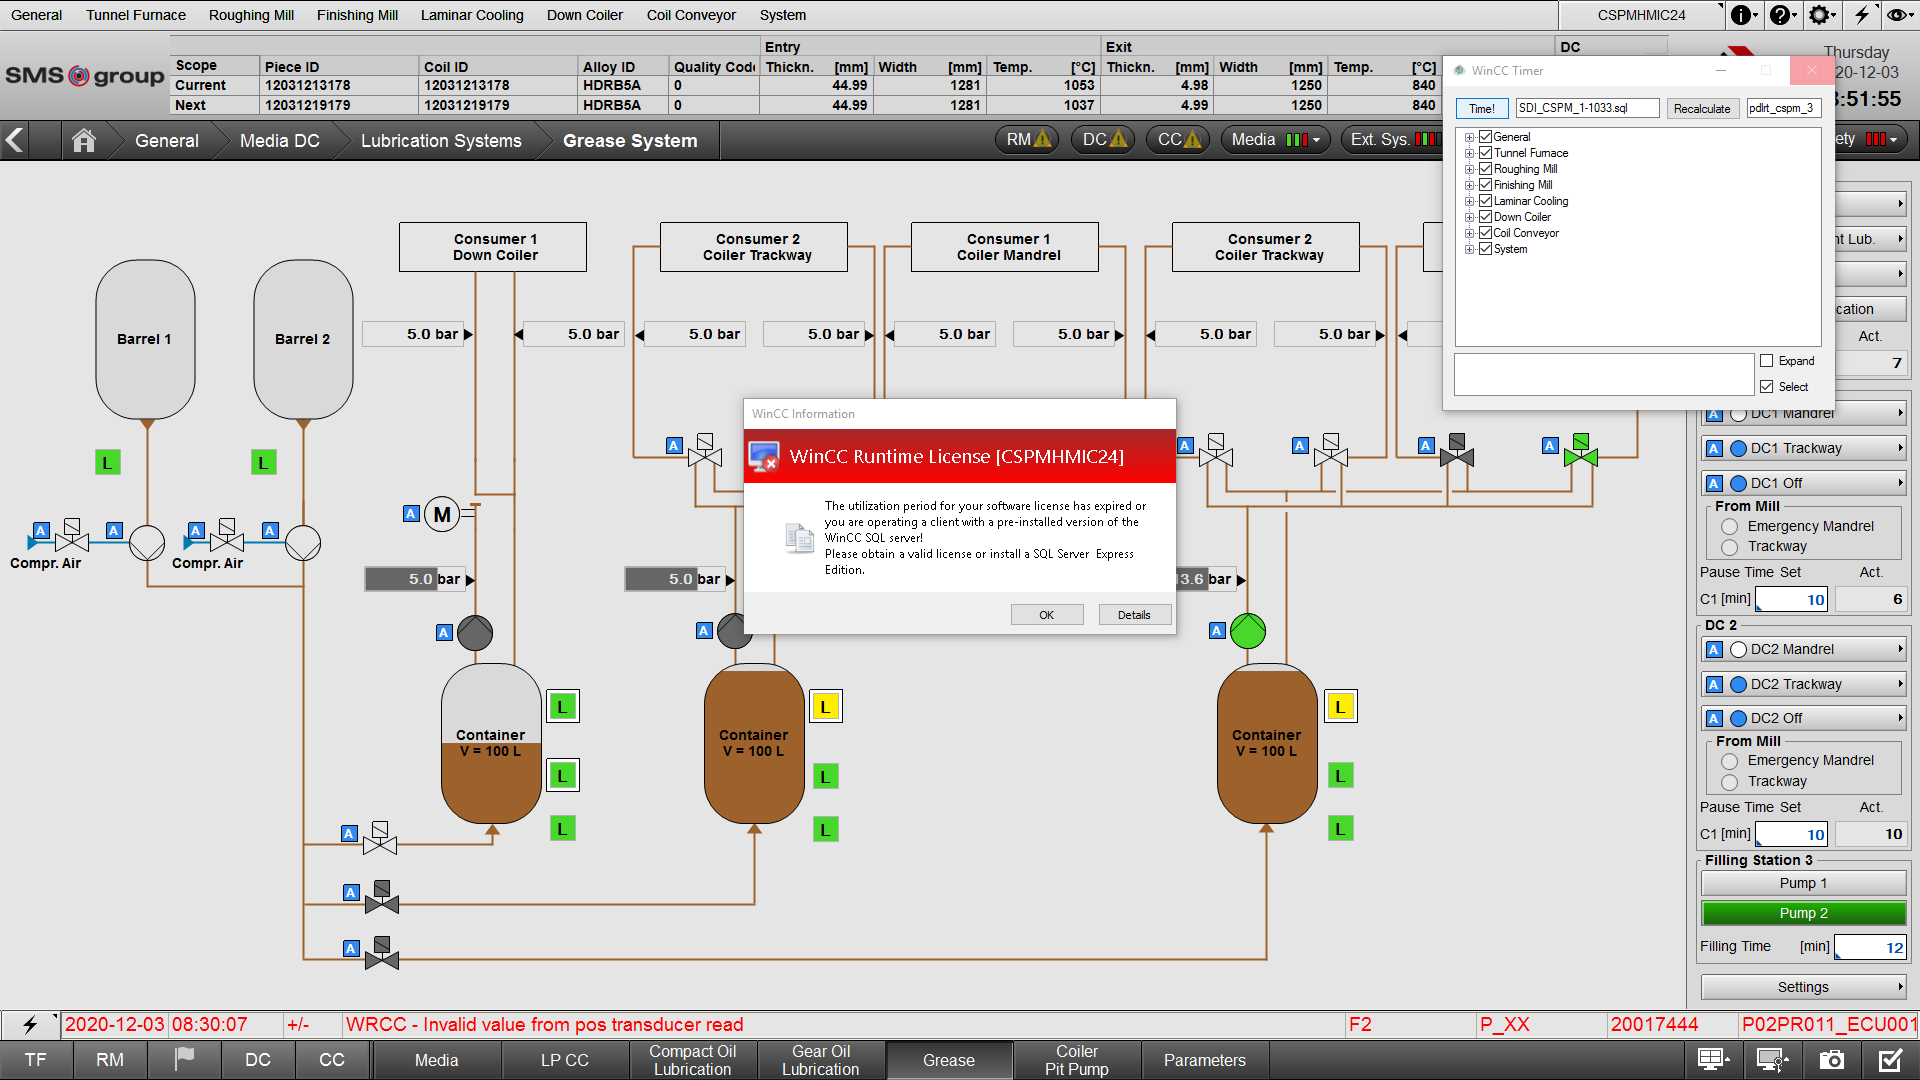 General Tunnel Furnace Roughing Mill Finishing Mill Laminar Cooling Down Coiler Coil Conveyor System CSPMHMIC24
SMS group
Entry Exit DC
Scope Piece ID Coil ID Alloy ID Quality Code Thickn. [mm] Width [mm] Temp. [°C] Thickn. [mm] Width [mm] Temp. [°C]
Current 12031213178 12031213178 HDRB5A 0 44.99 1281 1053 4.98 1250 840
Next 12031219179 12031219179 HDRB5A 0 44.99 1281 1037 4.99 1250 840
Thursday
20-12-03
:51:55
General Media DC Lubrication Systems Grease System RM DC CC Media Ext. Sys. ety
WinCC Timer
Time! SDI_CSPM_1-1033.sql Recalculate pdlrt_cspm_3
General
Tunnel Furnace
Roughing Mill
Finishing Mill
Laminar Cooling
Down Coiler
Coil Conveyor
System
Expand
Select
Consumer 1
Down Coiler
Consumer 2
Coiler Trackway
Consumer 1
Coiler Mandrel
Consumer 2
Coiler Trackway
Barrel 1
Barrel 2
5.0 bar 5.0 bar 5.0 bar 5.0 bar 5.0 bar 5.0 bar 5.0 bar 5.0 bar
L L
A A A A
Compr. Air Compr. Air
A M
A A A A A
5.0 bar 5.0 bar 13.6 bar
A A A
WinCC Information
WinCC Runtime License [CSPMHMIC24]
The utilization period for your software license has expired or
you are operating a client with a pre-installed version of the
WinCC SQL server!
Please obtain a valid license or install a SQL Server Express
Edition.
OK Details
Container
V = 100 L
Container
V = 100 L
Container
V = 100 L
L L L
L L L
L L L
A
A
A
nt Lub.
cation
Act.
7
A DC1 Mandrel
A DC1 Trackway
A DC1 Off
From Mill
Emergency Mandrel
Trackway
Pause Time Set Act.
C1 [min] 10 6
DC 2
A DC2 Mandrel
A DC2 Trackway
A DC2 Off
From Mill
Emergency Mandrel
Trackway
Pause Time Set Act.
C1 [min] 10 10
Filling Station 3
Pump 1
Pump 2
Filling Time [min] 12
Settings
2020-12-03 08:30:07 +/- WRCC - Invalid value from pos transducer read F2 P_XX 20017444 P02PR011_ECU001
TF RM DC CC Media LP CC Compact Oil Lubrication Gear Oil Lubrication Grease Coiler Pit Pump Parameters